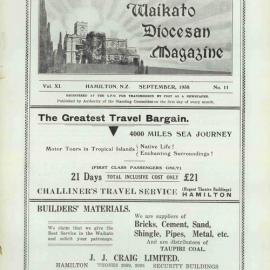 Waikato
Diocesan
Magazine
Vol. XI. HAMILTON, N.Z. SEPTEMBER, 1938 No. 11
REGISTERED AT THE G.P.O. FOR TRANSMISSION BY POST AS A NEWSPAPER.
Published by Authority of the Standing Committee on the first day of every month.
The Greatest Travel Bargain.
4000 MILES SEA JOURNEY
Motor Tours in Tropical Islands Native Life!
Enchanting Surroundings!
(FIRST CLASS PASSENGERS ONLY)
21 Days TOTAL INCLUSIVE COST ONLY £21
CHALLINER'S TRAVEL SERVICE (Regent Theatre Buildings)
HAMILTON
BUILDERS' MATERIALS.
We claim that we give the
Best Service in the Waikato
and solicit your patronage.
We are suppliers of
Bricks, Cement, Sand,
Shingle, Pipes, Metal, etc.
And are distributors of
TAUPIRI COAL.
J. J. CRAIG LIMITED.
HAMILTON SECURITY BUILDINGS